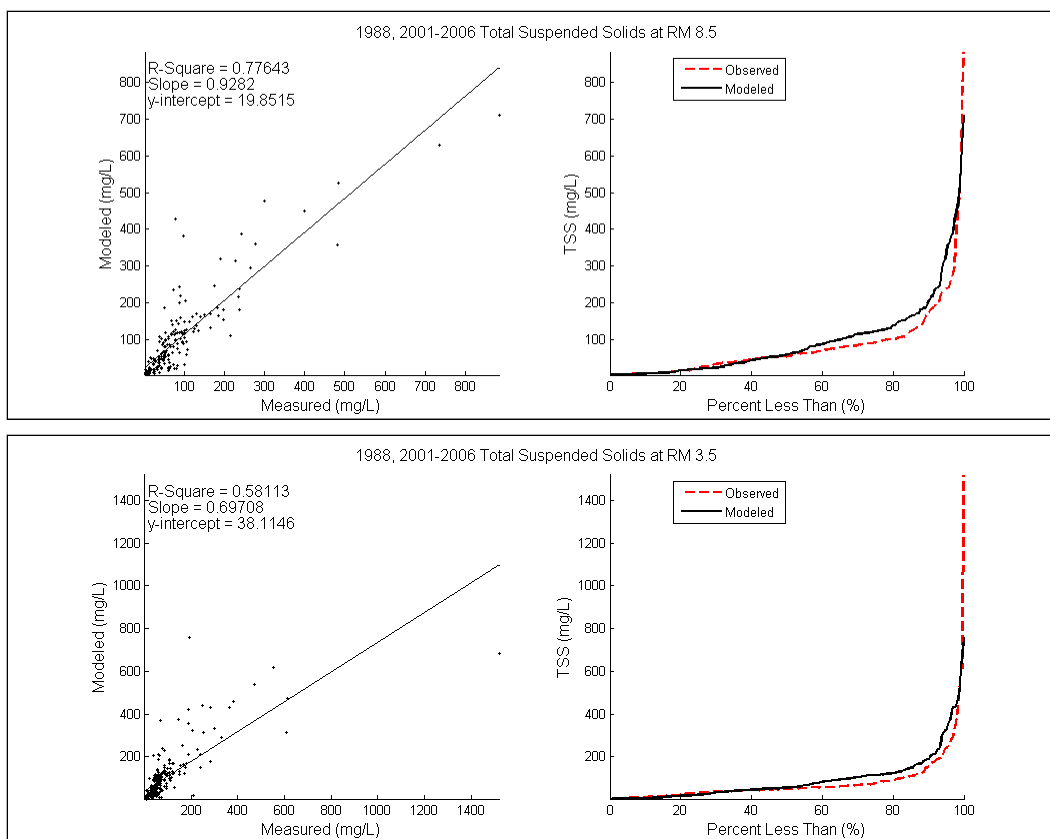 1988, 2001-2006 Total Suspended Solids at RM 8.5
R-Square = 0.77643
Slope = 0.9282
y-intercept = 19.8515
800
700
600
500
400
300
200
100
Modeled (mg/L)
100 200 300 400 500 600 700 800
Measured (mg/L)
Observed
Modeled
800
700
600
500
400
300
200
100
TSS (mg/L)
0 20 40 60 80 100
Percent Less Than (%)
1988, 2001-2006 Total Suspended Solids at RM 3.5
R-Square = 0.58113
Slope = 0.69708
y-intercept = 38.1146
1400
1200
1000
800
600
400
200
Modeled (mg/L)
200 400 600 800 1000 1200 1400
Measured (mg/L)
Observed
Modeled
1400
1200
1000
800
600
400
200
TSS (mg/L)
0 20 40 60 80 100
Percent Less Than (%)